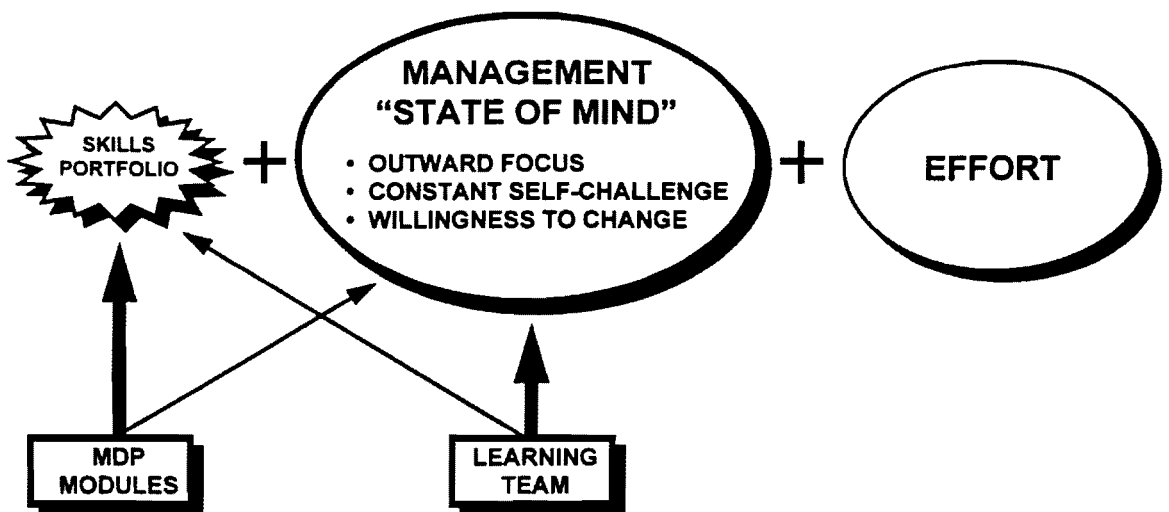 SKILLS
PORTFOLIO
+
MANAGEMENT
“STATE OF MIND”
• OUTWARD FOCUS
• CONSTANT SELF-CHALLENGE
• WILLINGNESS TO CHANGE
+
EFFORT
MDP
MODULES
LEARNING
TEAM